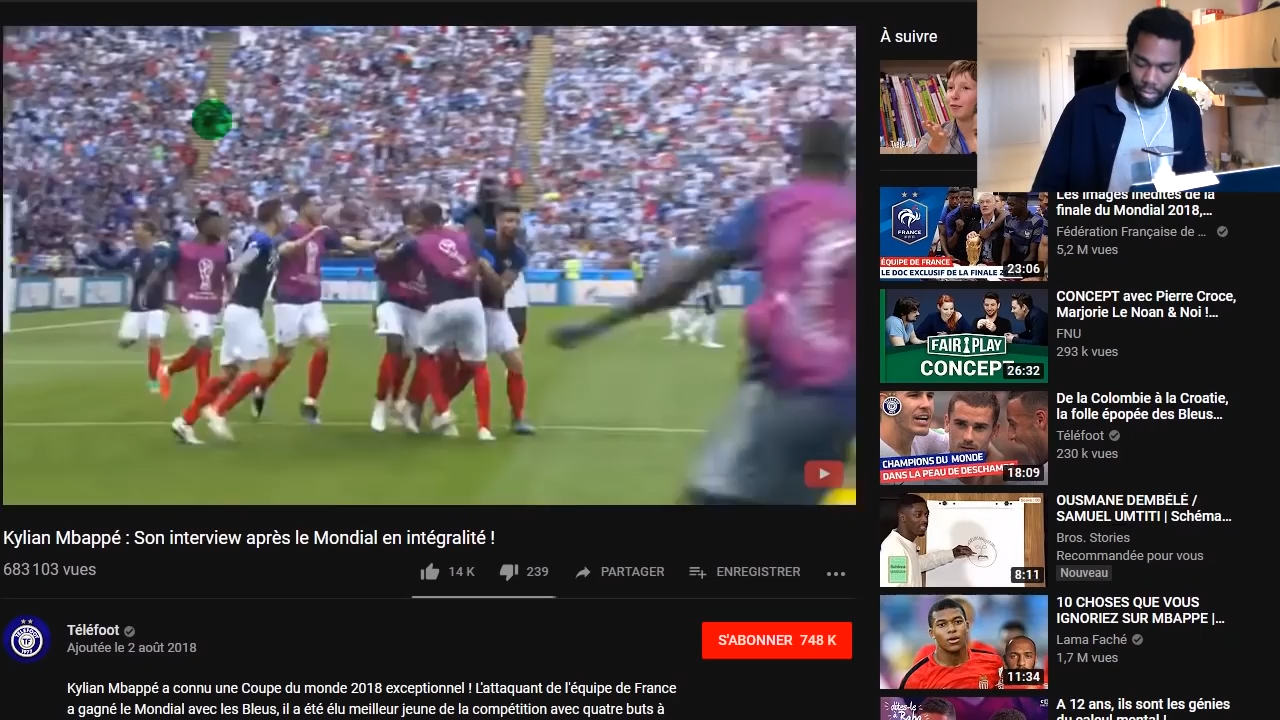 Kylian Mbappé : Son interview après le Mondial en intégralité !
683 103 vues
14 K
239
PARTAGER
ENREGISTRER
Téléfoot
Ajoutée le 2 août 2018
S'ABONNER 748 K
Kylian Mbappé a connu une Coupe du monde 2018 exceptionnel ! L'attaquant de l'équipe de France
a gagné le Mondial avec les Bleus, il a été élu meilleur jeune de la compétition avec quatre buts à
À suivre
FRANCE
ÉQUIPE DE FRANCE
LE DOC EXCLUSIF DE LA FINALE 2
23:06
Les images inédites de la
finale du Mondial 2018,...
Fédération Française de ...
5,2 M vues
FAIR PLAY
CONCEPT
26:32
CONCEPT avec Pierre Croce,
Marjorie Le Noan & Noi !...
FNU
293 k vues
CHAMPIONS DU MONDE
DANS LA PEAU DE DESCHAMPS
18:09
De la Colombie à la Croatie,
la folle épopée des Bleus...
Téléfoot
230 k vues
8:11
OUSMANE DEMBÉLÉ /
SAMUEL UMTITI | Schéma...
Bros. Stories
Recommandée pour vous
Nouveau
11:34
10 CHOSES QUE VOUS
IGNORIEZ SUR MBAPPE |...
Lama Faché
1,7 M vues
A 12 ans, ils sont les génies
du calcul mental !